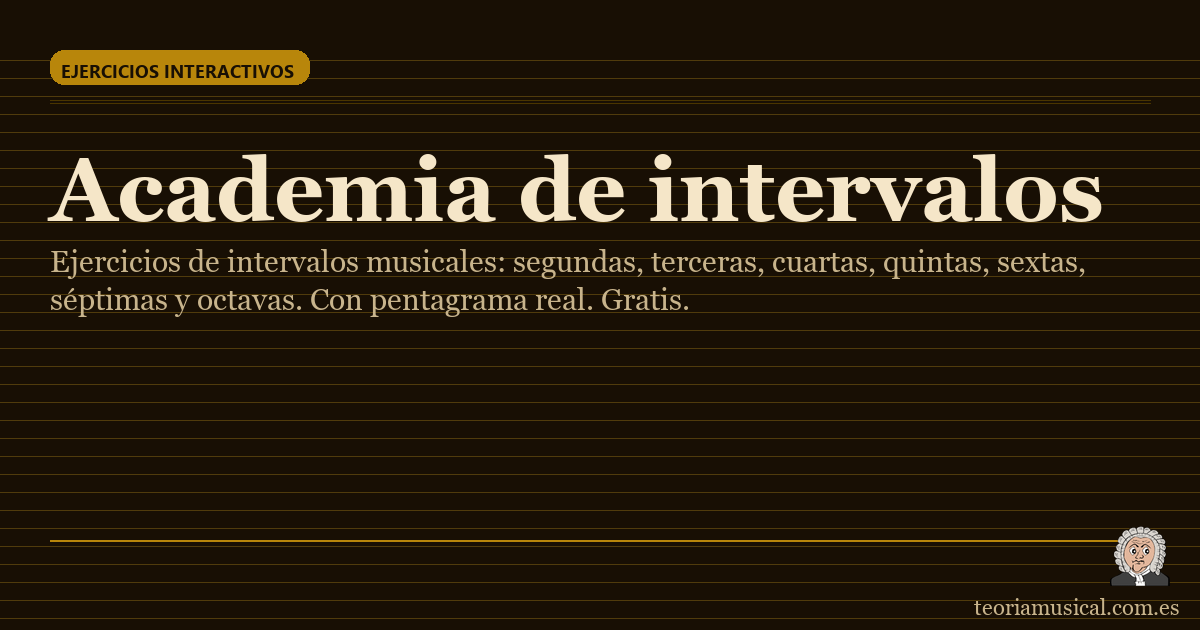 EJERCICIOS INTERACTIVOS
Academia de intervalos
Ejercicios de intervalos musicales: segundas, terceras, cuartas, quintas, sextas,
séptimas y octavas. Con pentagrama real. Gratis.
teoriamusical.com.es